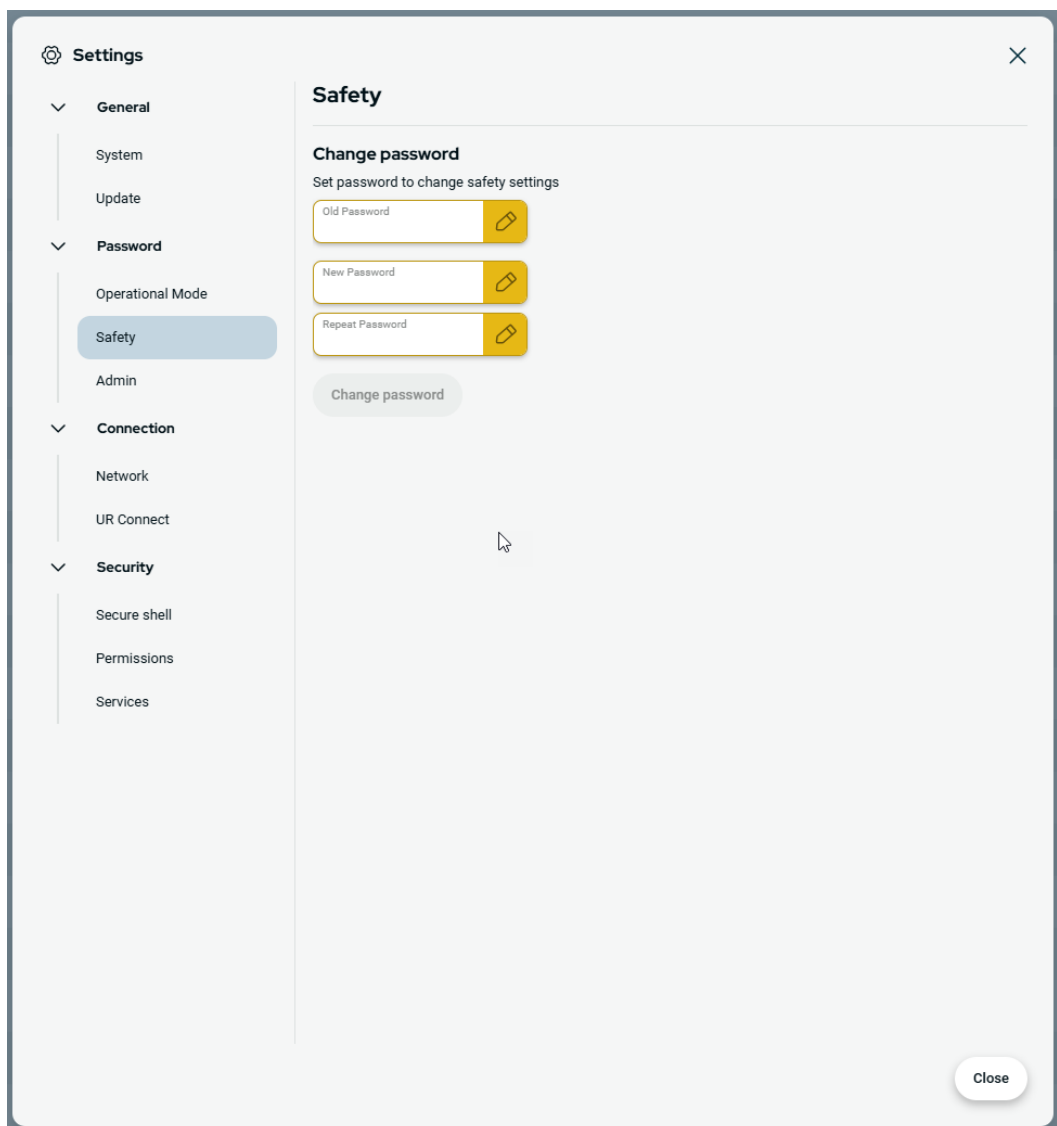 Settings
General
System
Update
Password
Operational Mode
Safety
Admin
Connection
Network
UR Connect
Security
Secure shell
Permissions
Services
Safety
Change password
Set password to change safety settings
Old Password
New Password
Repeat Password
Change password
Close